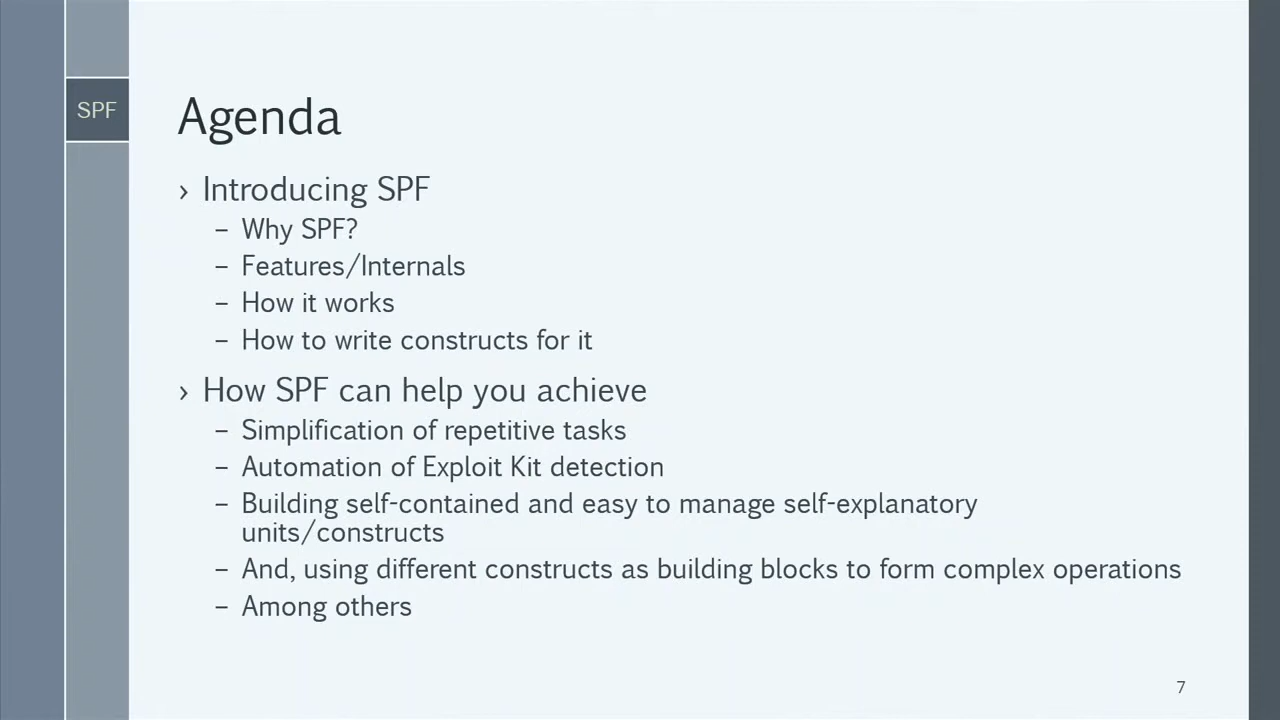 SPF
Agenda
› Introducing SPF
– Why SPF?
– Features/Internals
– How it works
– How to write constructs for it
› How SPF can help you achieve
– Simplification of repetitive tasks
– Automation of Exploit Kit detection
– Building self-contained and easy to manage self-explanatory
units/constructs
– And, using different constructs as building blocks to form complex operations
– Among others
7